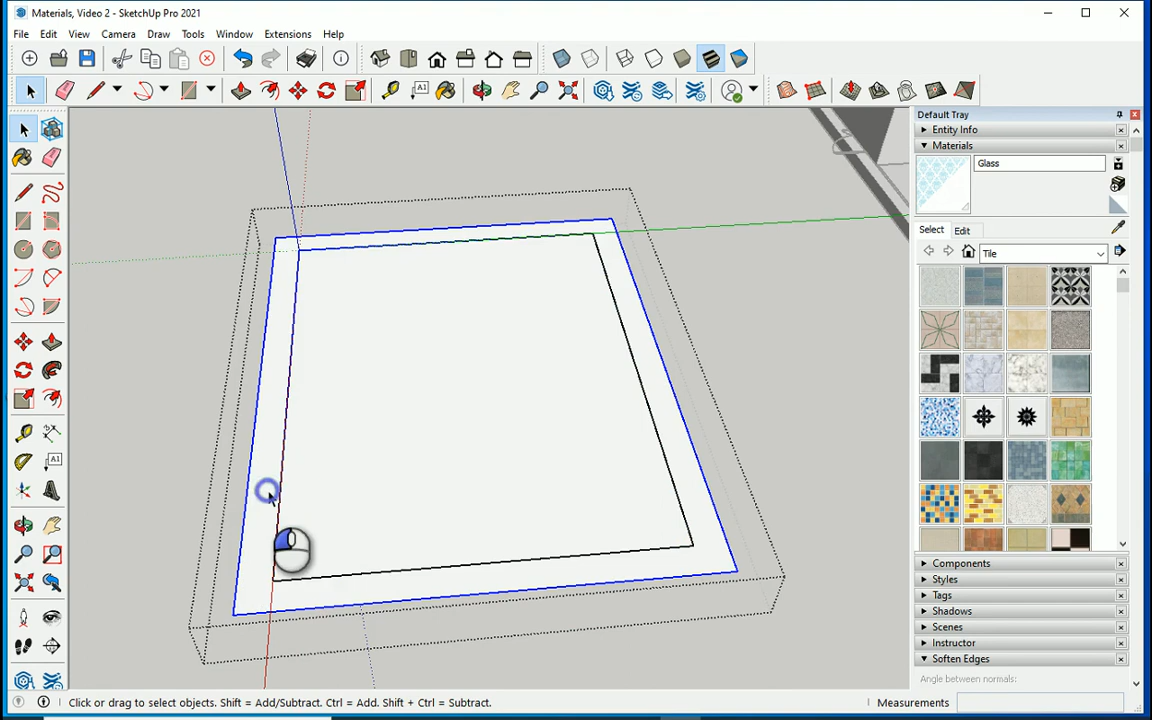 Materials, Video 2 - SketchUp Pro 2021
File Edit View Camera Draw Tools Window Extensions Help
A1
Default Tray
Entity Info
Materials
Glass
Select Edit
Tile
A1
Components
Styles
Tags
Shadows
Scenes
Instructor
Soften Edges
Angle between normals:
Click or drag to select objects. Shift = Add/Subtract. Ctrl = Add. Shift + Ctrl = Subtract.
Measurements